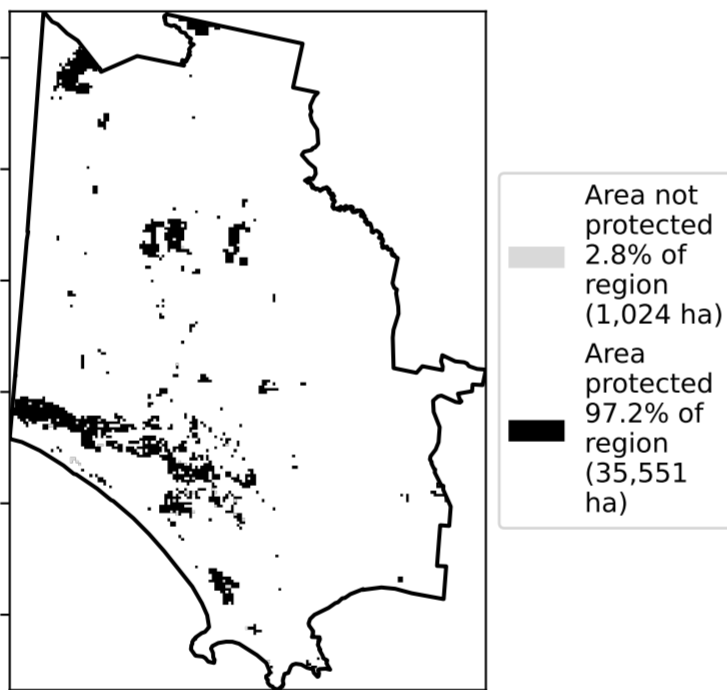 Area not
protected
2.8% of
region
(1,024 ha)
Area
protected
97.2% of
region
(35,551
ha)